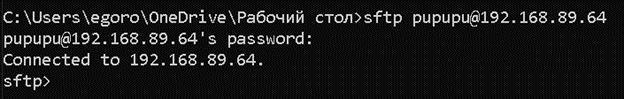 C:\Users\egoro\OneDrive\Рабочий стол>sftp pupupu@192.168.89.64
pupupu@192.168.89.64's password:
Connected to 192.168.89.64.
sftp>